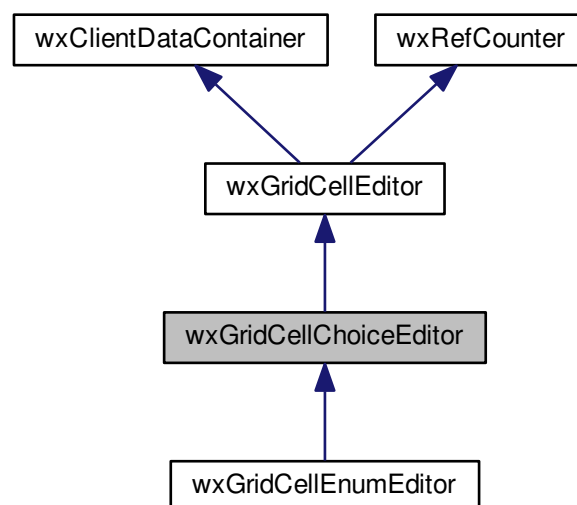 wxClientDataContainer
wxRefCounter
wxGridCellEditor
wxGridCellChoiceEditor
wxGridCellEnumEditor